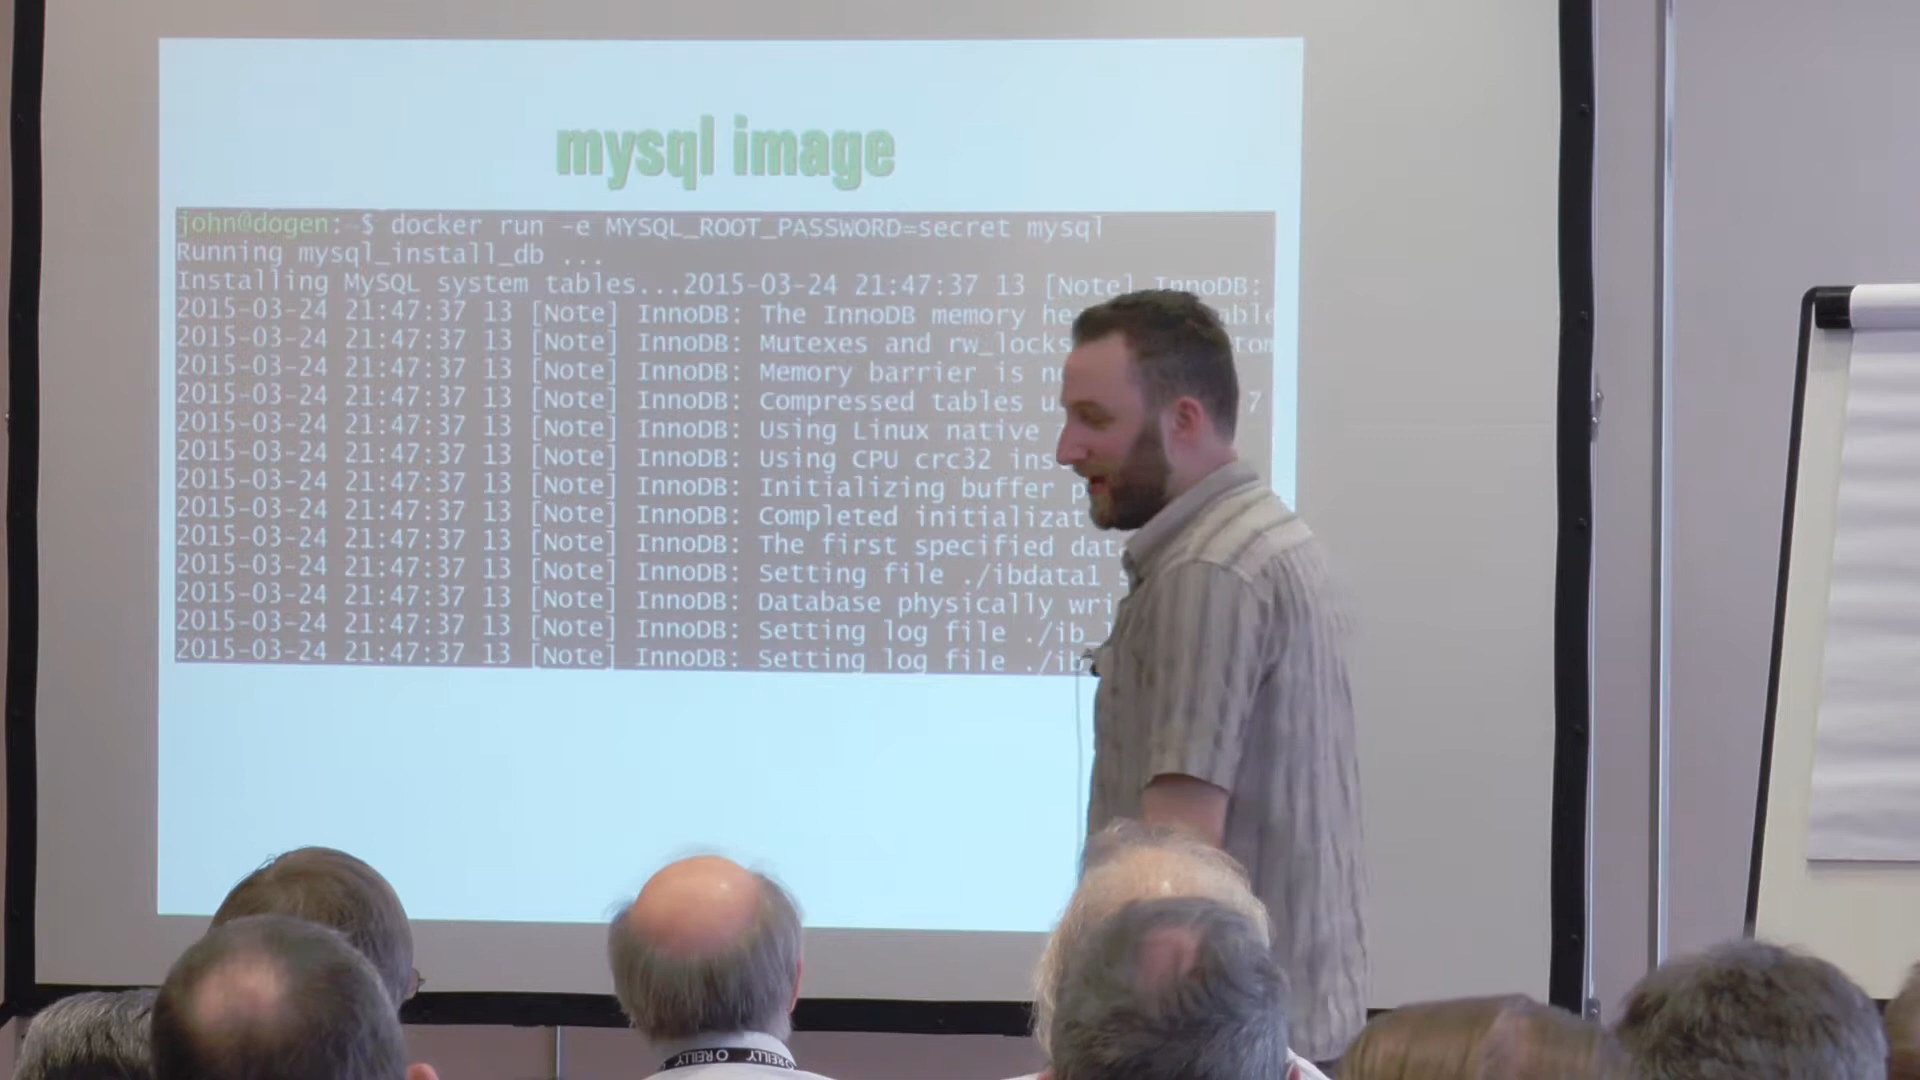 mysql image
john@dogen:~$ docker run -e MYSQL_ROOT_PASSWORD=secret mysql
Running mysql_install_db ...
Installing MySQL system tables...2015-03-24 21:47:37 13 [Note] InnoDB:
2015-03-24 21:47:37 13 [Note] InnoDB: The InnoDB memory
2015-03-24 21:47:37 13 [Note] InnoDB: Mutexes and rw_locks
2015-03-24 21:47:37 13 [Note] InnoDB: Memory barrier is
2015-03-24 21:47:37 13 [Note] InnoDB: Compressed tables 7
2015-03-24 21:47:37 13 [Note] InnoDB: Using Linux native
2015-03-24 21:47:37 13 [Note] InnoDB: Using CPU crc32
2015-03-24 21:47:37 13 [Note] InnoDB: Initializing buffer
2015-03-24 21:47:37 13 [Note] InnoDB: Completed
2015-03-24 21:47:37 13 [Note] InnoDB: The first specified
2015-03-24 21:47:37 13 [Note] InnoDB: Setting file ./ibdata1
2015-03-24 21:47:37 13 [Note] InnoDB: Database physically
2015-03-24 21:47:37 13 [Note] InnoDB: Setting log file
2015-03-24 21:47:37 13 [Note] InnoDB: Setting log file
O'REILLY O'REILLY